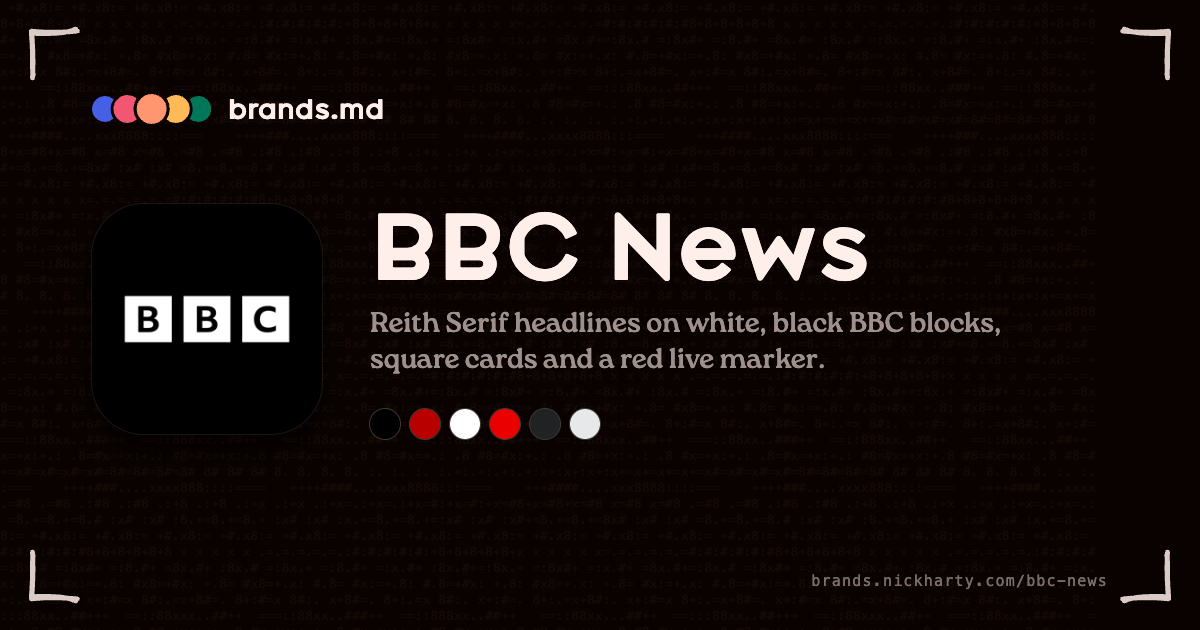 brands.md
BBC News
B B C
Reith Serif headlines on white, black BBC blocks,
square cards and a red live marker.
brands.nickharty.com/bbc-news